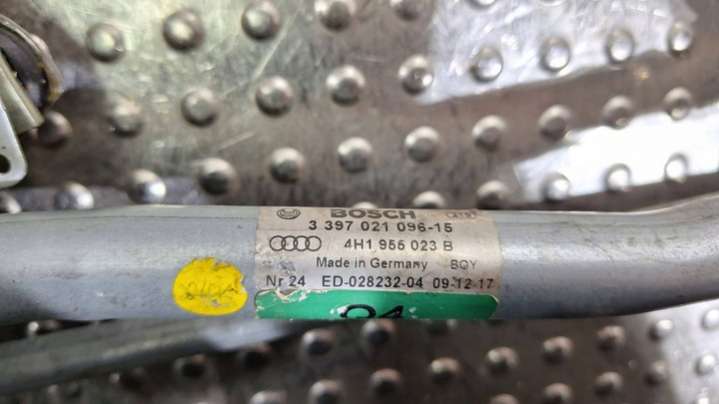 BOSCH
3 397 021 096-15
4H1 955 023 B
Made in Germany BQY
Nr 24 ED-028232-04 09-12-17